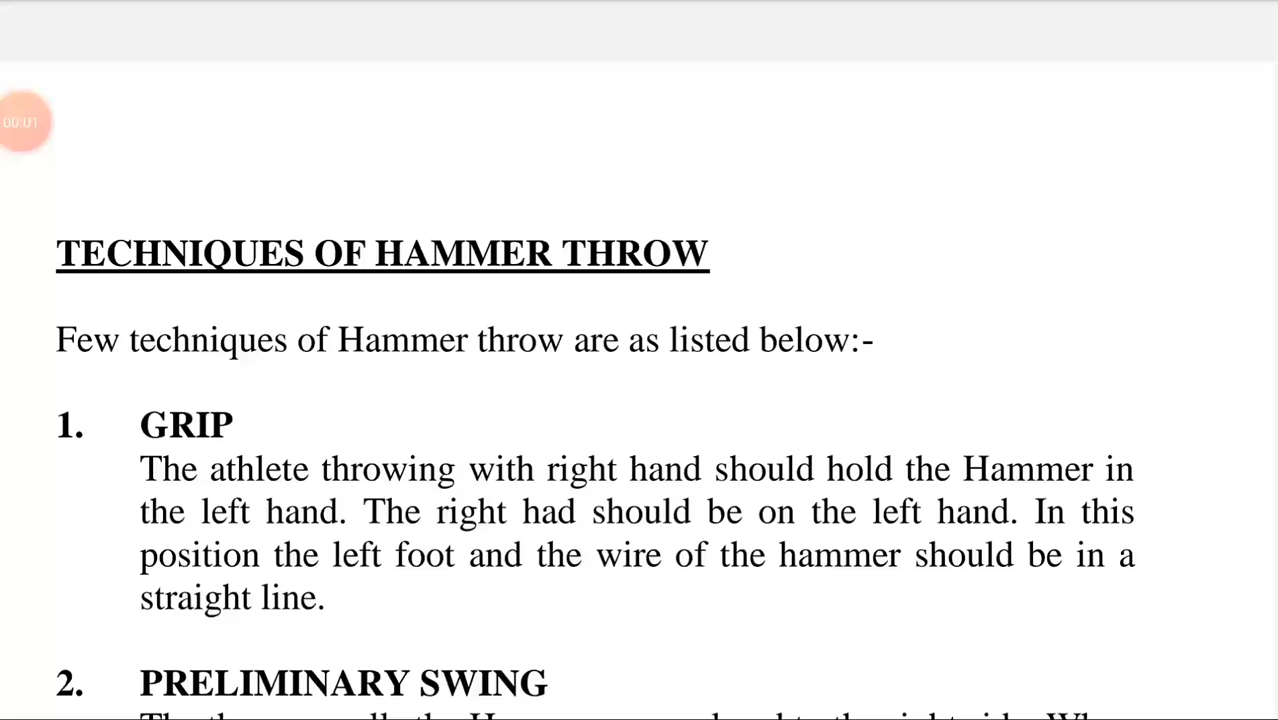 00:01
TECHNIQUES OF HAMMER THROW
Few techniques of Hammer throw are as listed below:-
1. GRIP
The athlete throwing with right hand should hold the Hammer in
the left hand. The right had should be on the left hand. In this
position the left foot and the wire of the hammer should be in a
straight line.
2. PRELIMINARY SWING